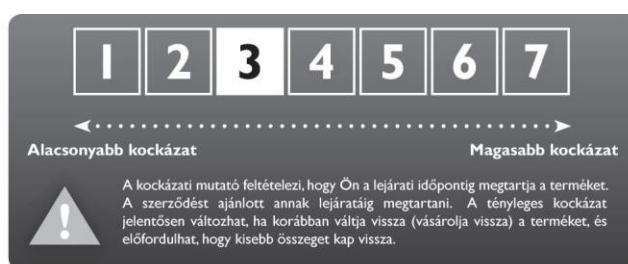 1 2 3 4 5 6 7
Alacsonyabb kockázat Magasabb kockázat
A kockázati mutató feltételezi, hogy Ön a lejárati időpontig megtartja a terméket.
A szerződést ajánlott annak lejáratáig megtartani. A tényleges kockázat
jelentősen változhat, ha korábban váltja vissza (vásárolja vissza) a terméket, és
előfordulhat, hogy kisebb összeget kap vissza.